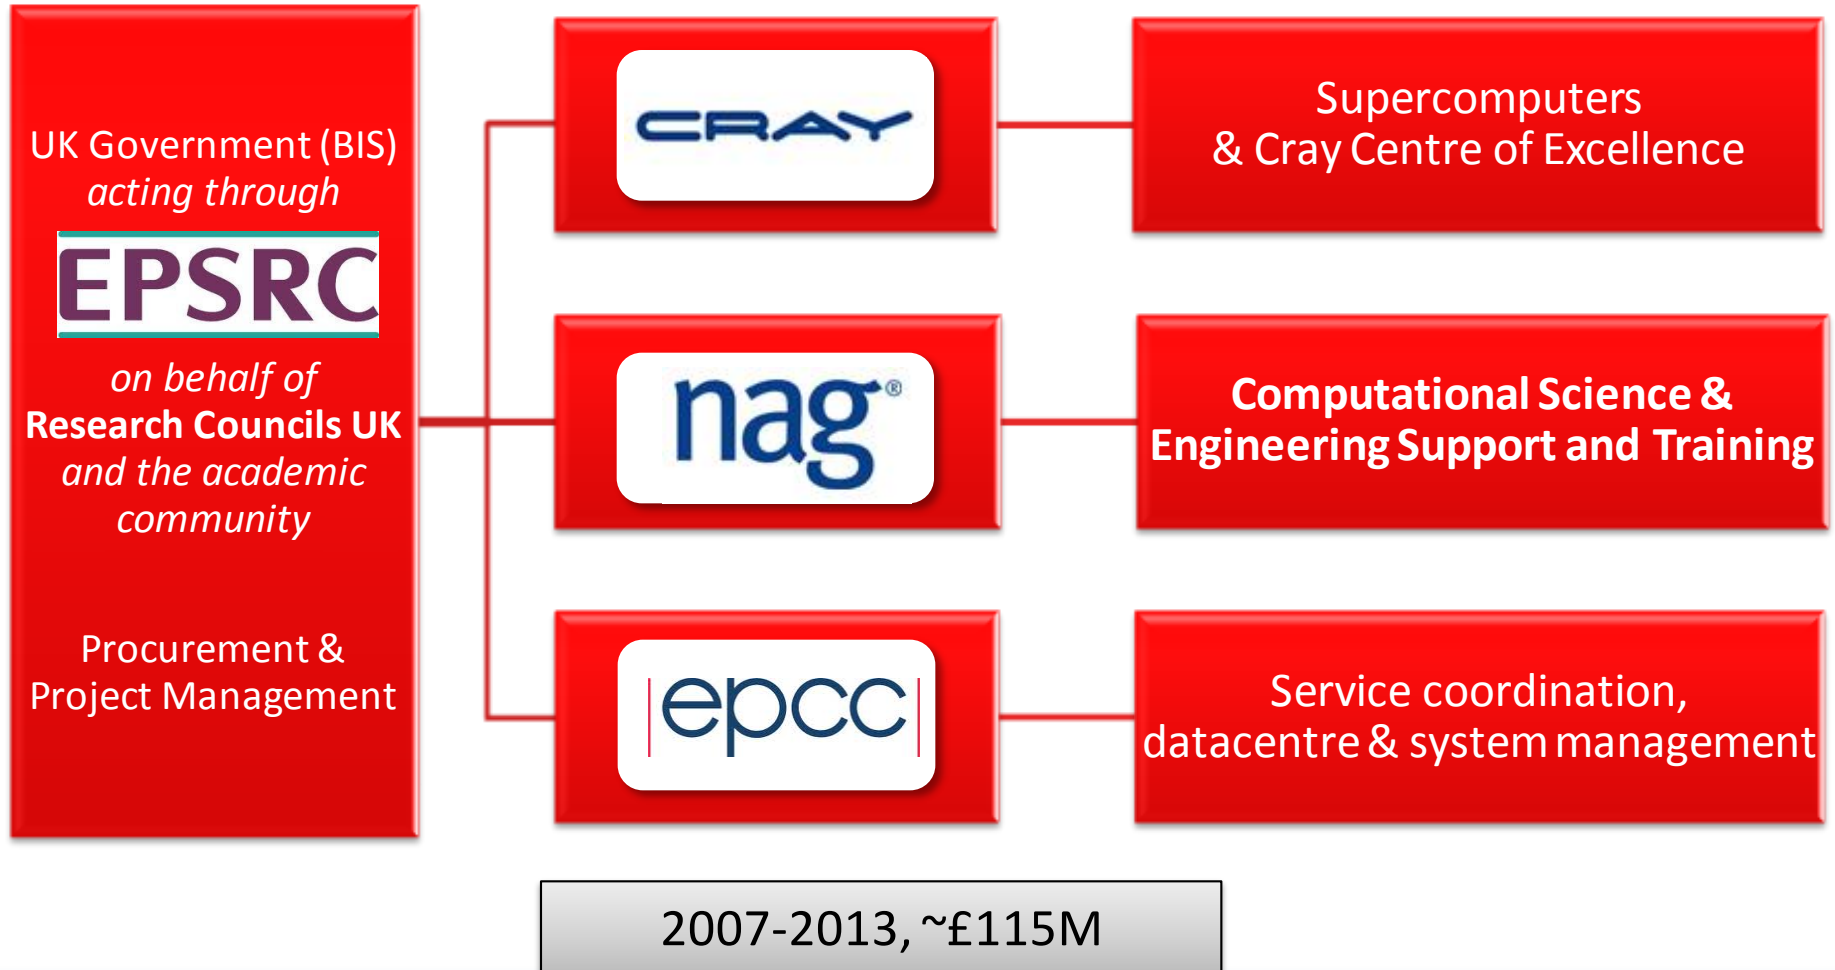 UK Government (BIS)
acting through
EPSRC
on behalf of
Research Councils UK
and the academic
community
Procurement &
Project Management
CRAY
Supercomputers
& Cray Centre of Excellence
nag®
Computational Science &
Engineering Support and Training
|epcc|
Service coordination,
datacentre & system management
2007-2013, ~£115M